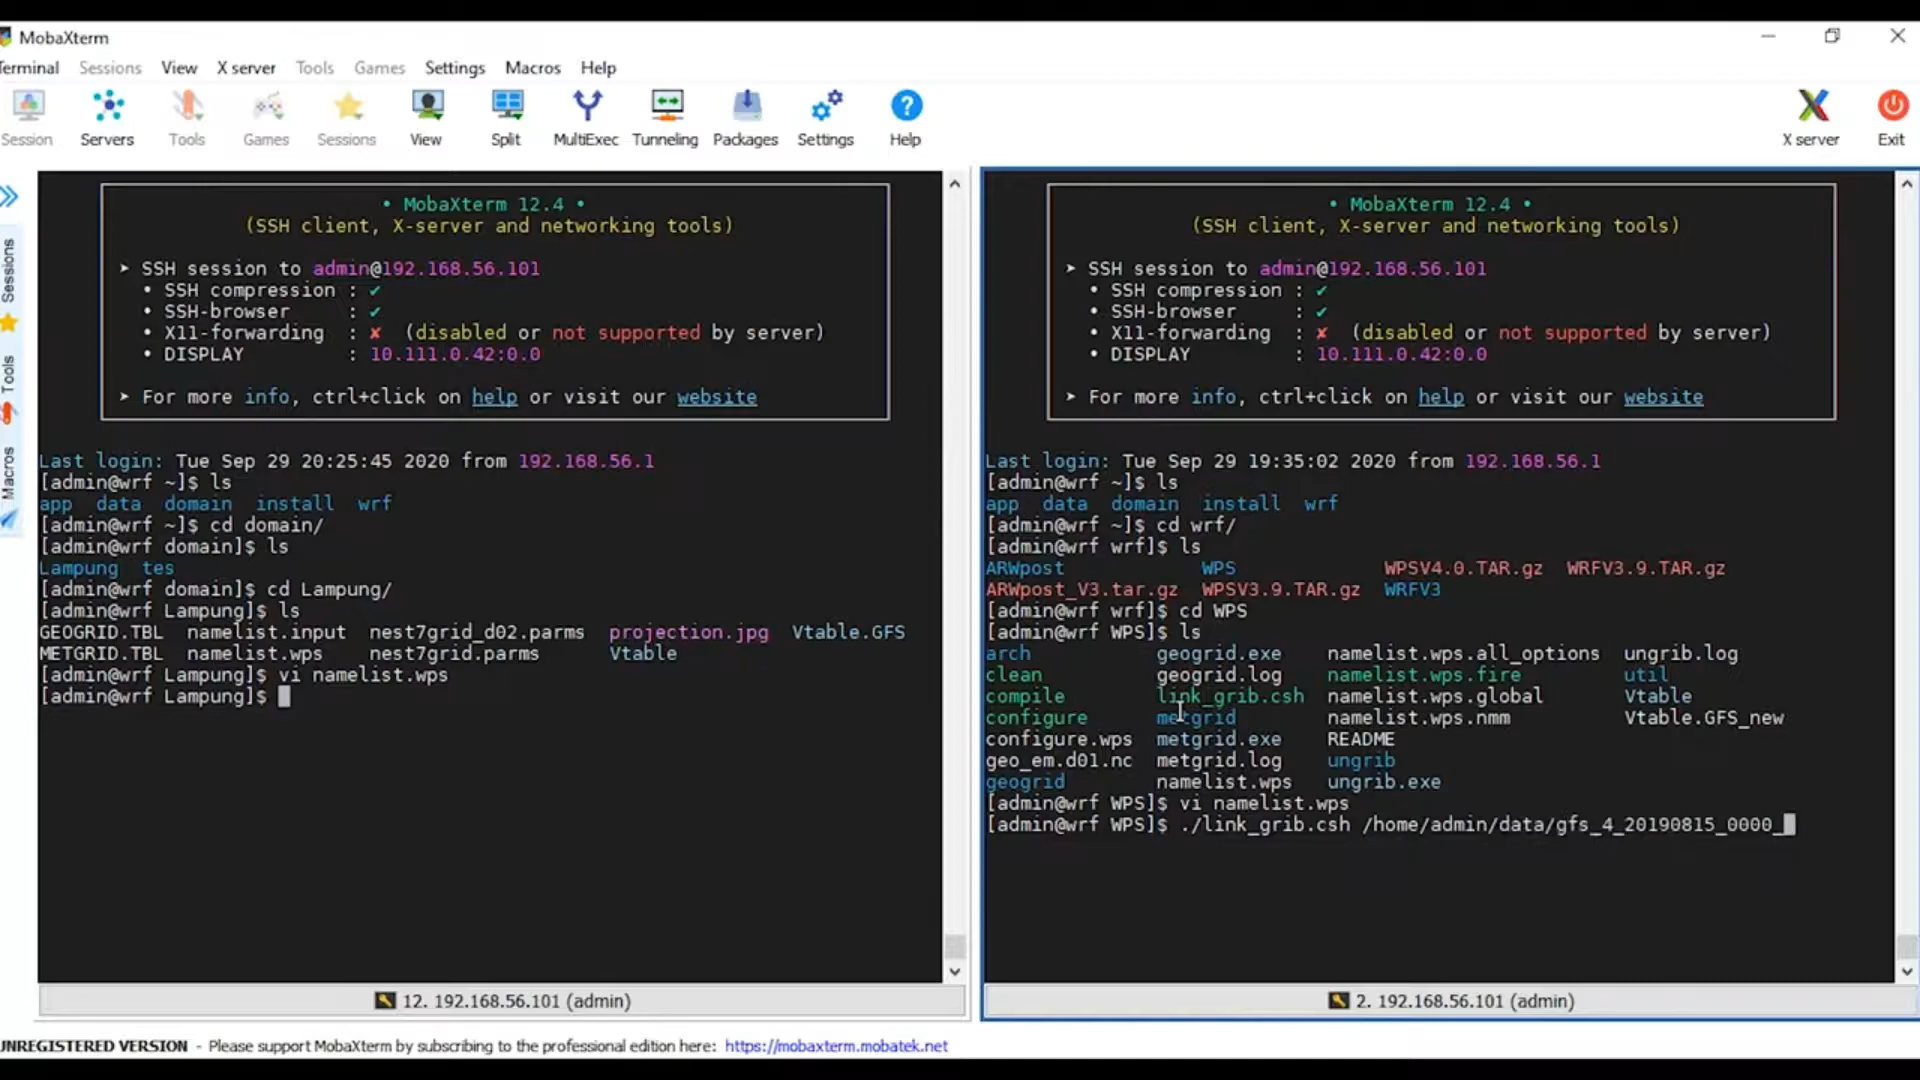 MobaXterm
Terminal Sessions View X server Tools Games Settings Macros Help
Session Servers Tools Games Sessions View Split MultiExec Tunneling Packages Settings Help X server Exit
Sessions
Tools
Macros
• MobaXterm 12.4 •
(SSH client, X-server and networking tools)
➤ SSH session to admin@192.168.56.101
• SSH compression : ✔
• SSH-browser : ✔
• X11-forwarding : ✘ (disabled or not supported by server)
• DISPLAY : 10.111.0.42:0.0
➤ For more info, ctrl+click on help or visit our website
Last login: Tue Sep 29 20:25:45 2020 from 192.168.56.1
[admin@wrf ~]$ ls
app data domain install wrf
[admin@wrf ~]$ cd domain/
[admin@wrf domain]$ ls
Lampung tes
[admin@wrf domain]$ cd Lampung/
[admin@wrf Lampung]$ ls
GEOGRID.TBL namelist.input nest7grid_d02.parms projection.jpg Vtable.GFS
METGRID.TBL namelist.wps nest7grid.parms Vtable
[admin@wrf Lampung]$ vi namelist.wps
[admin@wrf Lampung]$
12. 192.168.56.101 (admin)
• MobaXterm 12.4 •
(SSH client, X-server and networking tools)
➤ SSH session to admin@192.168.56.101
• SSH compression : ✔
• SSH-browser : ✔
• X11-forwarding : ✘ (disabled or not supported by server)
• DISPLAY : 10.111.0.42:0.0
➤ For more info, ctrl+click on help or visit our website
Last login: Tue Sep 29 19:35:02 2020 from 192.168.56.1
[admin@wrf ~]$ ls
app data domain install wrf
[admin@wrf ~]$ cd wrf/
[admin@wrf wrf]$ ls
ARWpost WPS WPSV4.0.TAR.gz WRFV3.9.TAR.gz
ARWpost_V3.tar.gz WPSV3.9.TAR.gz WRFV3
[admin@wrf wrf]$ cd WPS
[admin@wrf WPS]$ ls
arch geogrid.exe namelist.wps.all_options ungrib.log
clean geogrid.log namelist.wps.fire util
compile link_grib.csh namelist.wps.global Vtable
configure metgrid namelist.wps.nmm Vtable.GFS_new
configure.wps metgrid.exe README
geo_em.d01.nc metgrid.log ungrib
geogrid namelist.wps ungrib.exe
[admin@wrf WPS]$ vi namelist.wps
[admin@wrf WPS]$ ./link_grib.csh /home/admin/data/gfs_4_20190815_0000_
2. 192.168.56.101 (admin)
UNREGISTERED VERSION - Please support MobaXterm by subscribing to the professional edition here: https://mobaxterm.mobatek.net